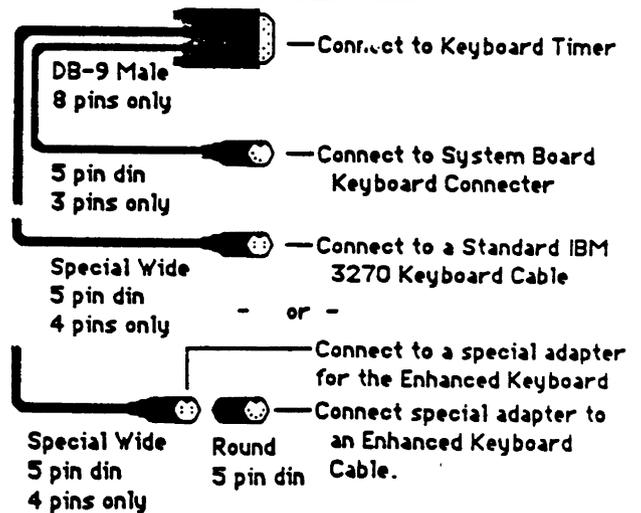 Connect to Keyboard Timer
DB-9 Male
8 pins only
Connect to System Board
Keyboard Connecter
5 pin din
3 pins only
Connect to a Standard IBM
3270 Keyboard Cable
Special Wide
5 pin din
4 pins only
- or -
Connect to a special adapter
for the Enhanced Keyboard
Connect special adapter to
an Enhanced Keyboard
Cable.
Special Wide
5 pin din
4 pins only
Round
5 pin din